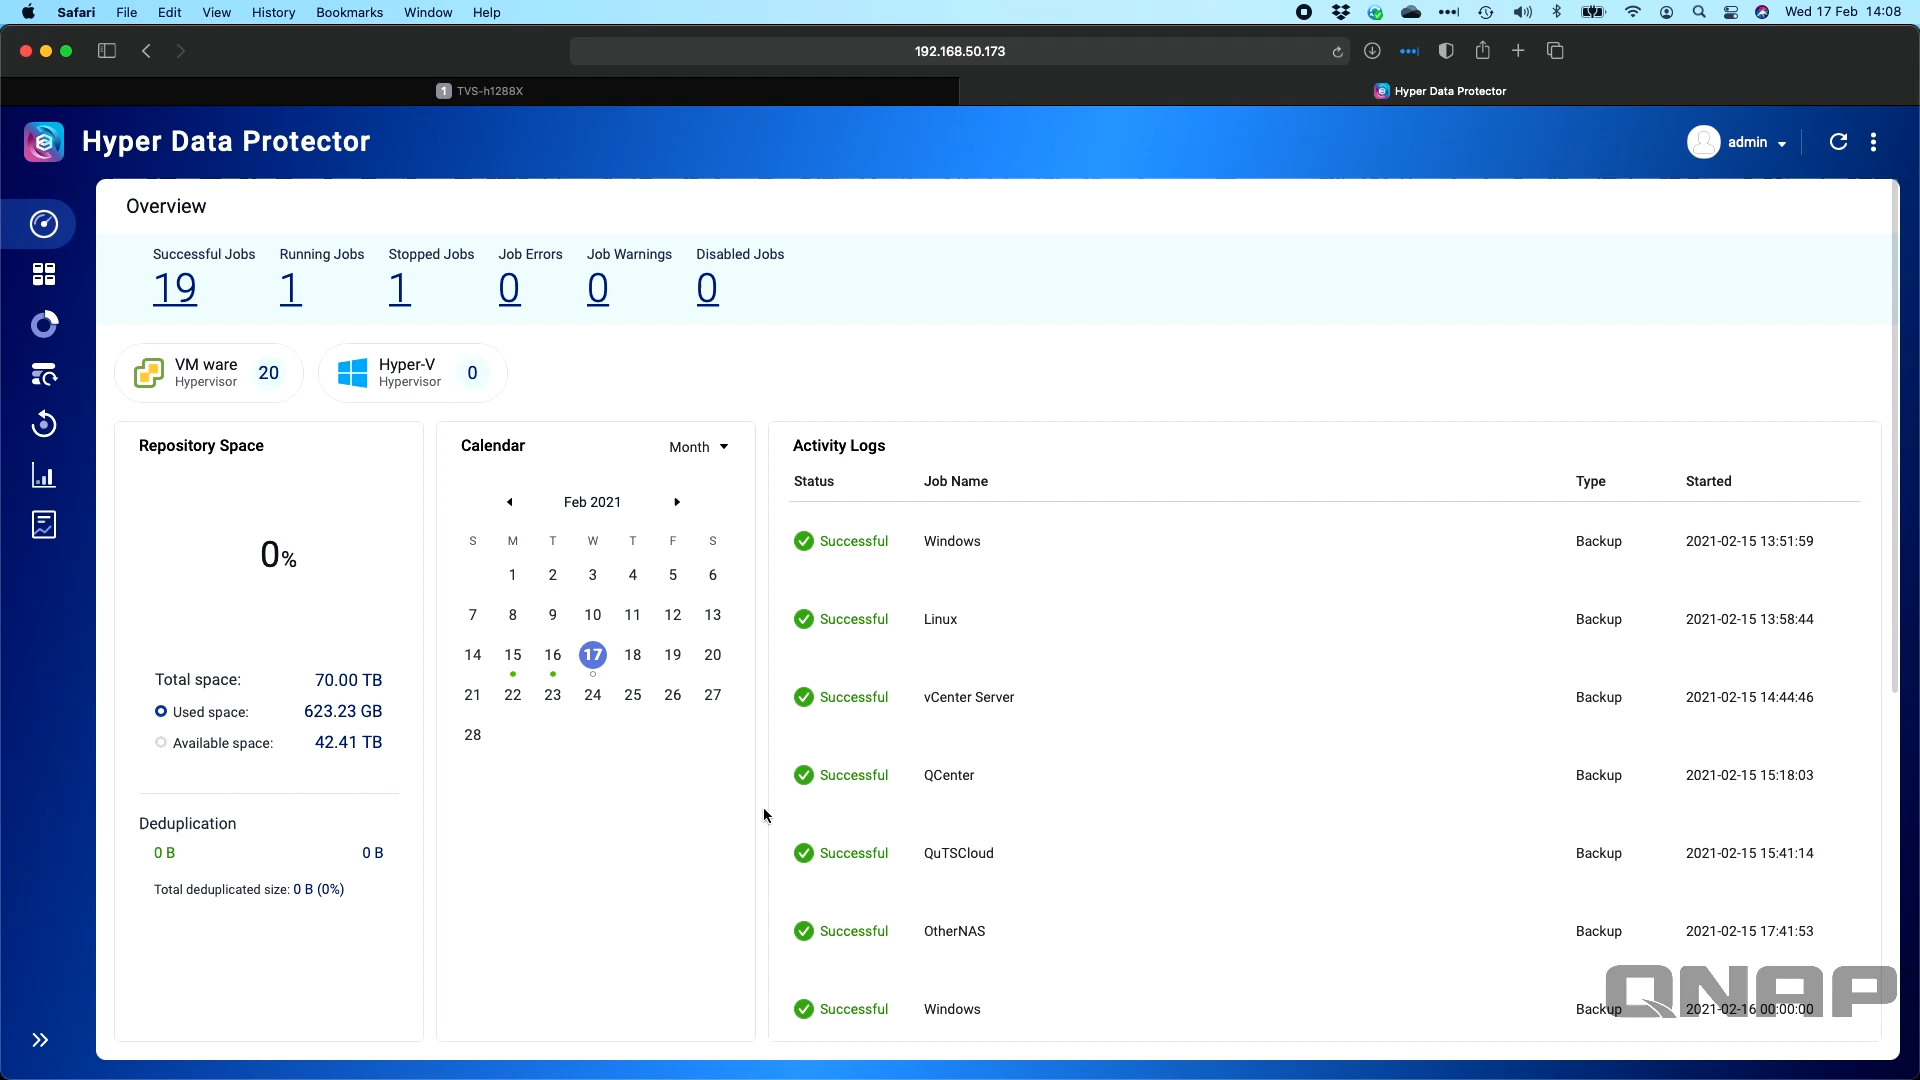 Safari File Edit View History Bookmarks Window Help Wed 17 Feb 14:08
192.168.50.173
1 TVS-h1288X Hyper Data Protector
Hyper Data Protector admin
Overview
Successful Jobs Running Jobs Stopped Jobs Job Errors Job Warnings Disabled Jobs
19 1 1 0 0 0
VM ware Hypervisor 20
Hyper-V Hypervisor 0
Repository Space
0%
Total space: 70.00 TB
Used space: 623.23 GB
Available space: 42.41 TB
Deduplication
0 B 0 B
Total deduplicated size: 0 B (0%)
Calendar Month
Feb 2021
S M T W T F S
1 2 3 4 5 6
7 8 9 10 11 12 13
14 15 16 17 18 19 20
21 22 23 24 25 26 27
28
Activity Logs
Status Job Name Type Started
Successful Windows Backup 2021-02-15 13:51:59
Successful Linux Backup 2021-02-15 13:58:44
Successful vCenter Server Backup 2021-02-15 14:44:46
Successful QCenter Backup 2021-02-15 15:18:03
Successful QuTSCloud Backup 2021-02-15 15:41:14
Successful OtherNAS Backup 2021-02-15 17:41:53
Successful Windows Backup 2021-02-16 00:00:00
QNAP